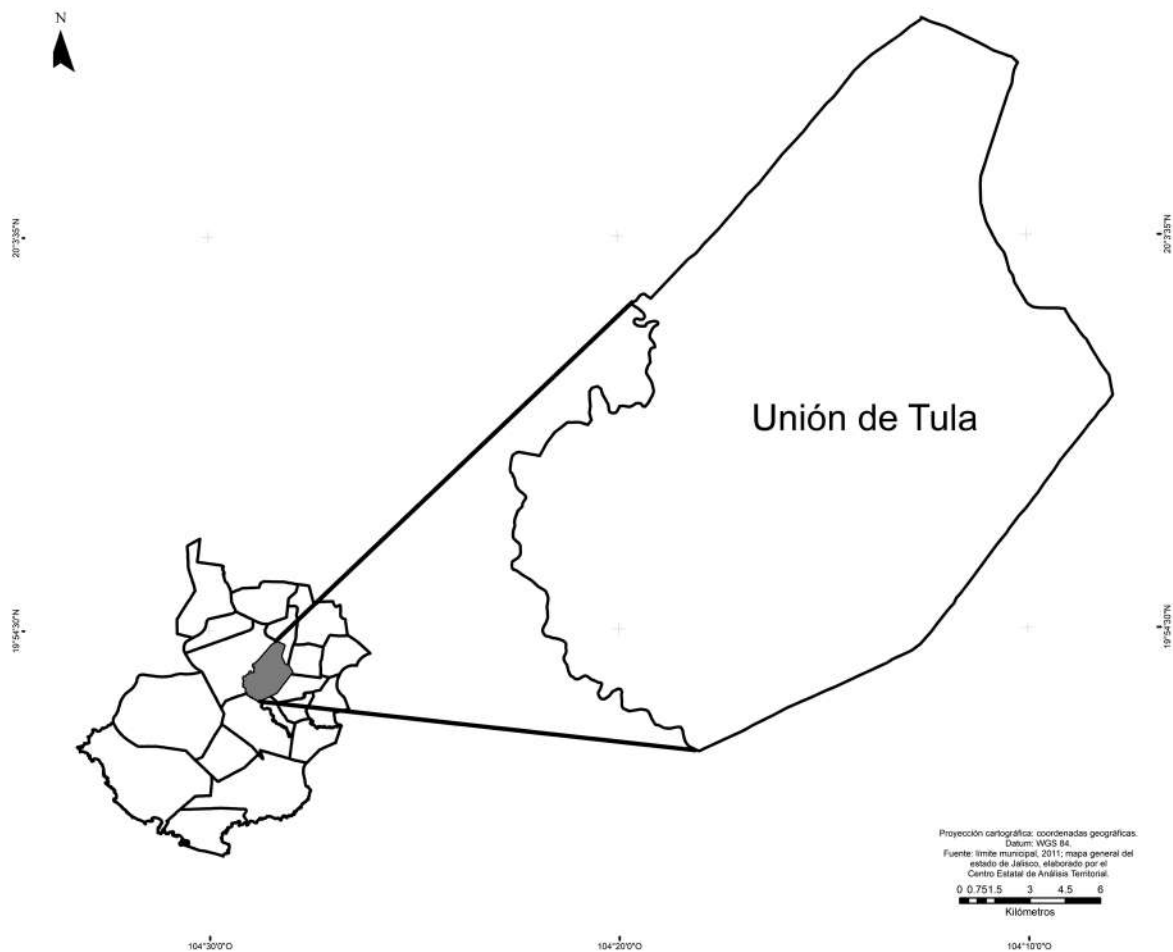 N
20°3'35"N
20°3'35"N
Unión de Tula
19°54'30"N
19°54'30"N
Proyección cartográfica: coordenadas geográficas.
Datum: WGS 84.
Fuente: límite municipal, 2011; mapa general del
estado de Jalisco, elaborado por el
Centro Estatal de Análisis Territorial.
0 0.75 1.5 3 4.5 6
Kilómetros
104°30'0"O
104°20'0"O
104°10'0"O